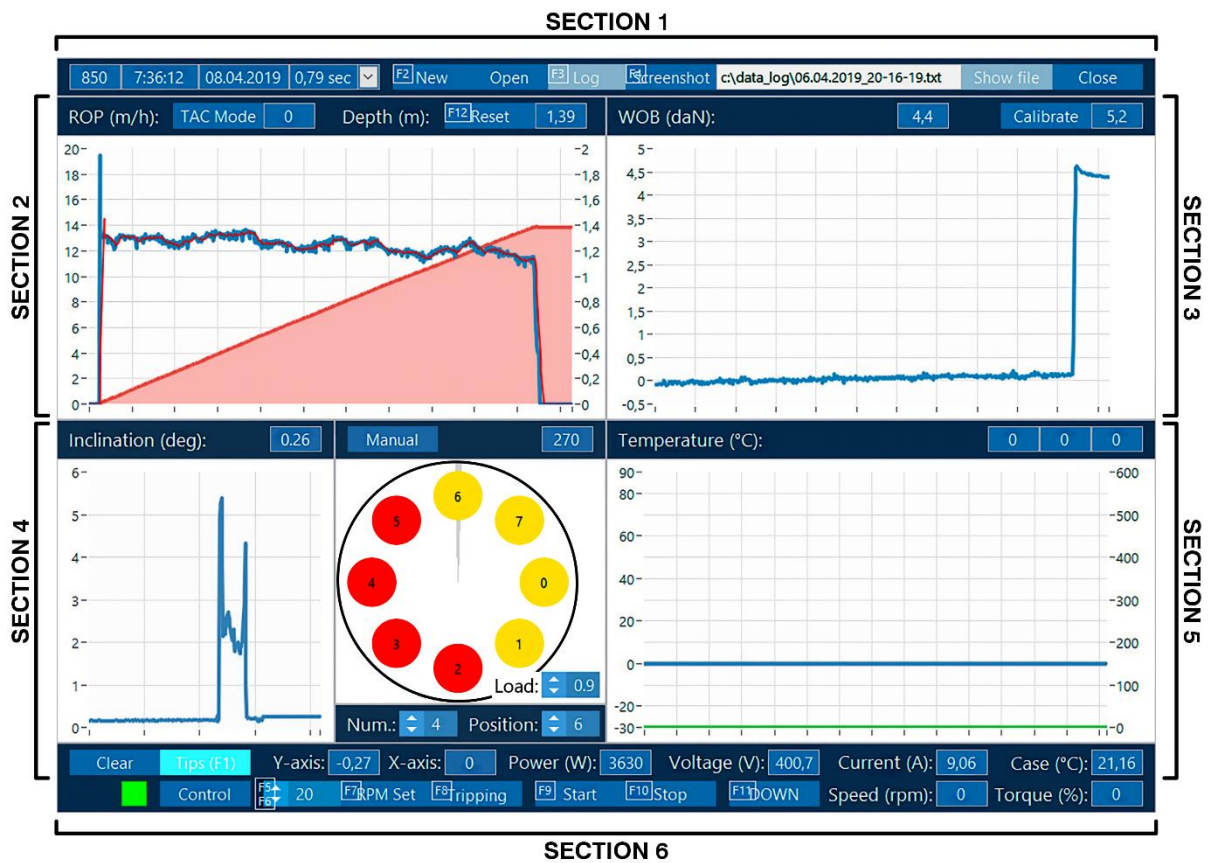 SECTION 1
850 7:36:12 08.04.2019 0,79 sec F2 New Open F3 Log F4 Screenshot c:\data_log\06.04.2019_20-16-19.txt Show file Close
SECTION 2
ROP (m/h): TAC Mode 0 Depth (m): F12 Reset 1,39
20 2
18 1,8
16 1,6
14 1,4
12 1,2
10 1
8 0,8
6 0,6
4 0,4
2 0,2
0 0
SECTION 3
WOB (daN): 4,4 Calibrate 5,2
5
4,5
4
3,5
3
2,5
2
1,5
1
0,5
0
-0,5
SECTION 4
Inclination (deg): 0.26
6
5
4
3
2
1
0
Manual 270
6
5 7
4 0
3 1
2
Load: 0.9
Num.: 4 Position: 6
SECTION 5
Temperature (°C): 0 0 0
90 600
80 500
60 400
40 300
20 200
0
-20 100
-30 0
Clear Tips (F1) Y-axis: -0,27 X-axis: 0 Power (W): 3630 Voltage (V): 400,7 Current (A): 9,06 Case (°C): 21,16
Control F5 F6 20 F7 RPM Set F8 Tripping F9 Start F10 Stop F11 DOWN Speed (rpm): 0 Torque (%): 0
SECTION 6